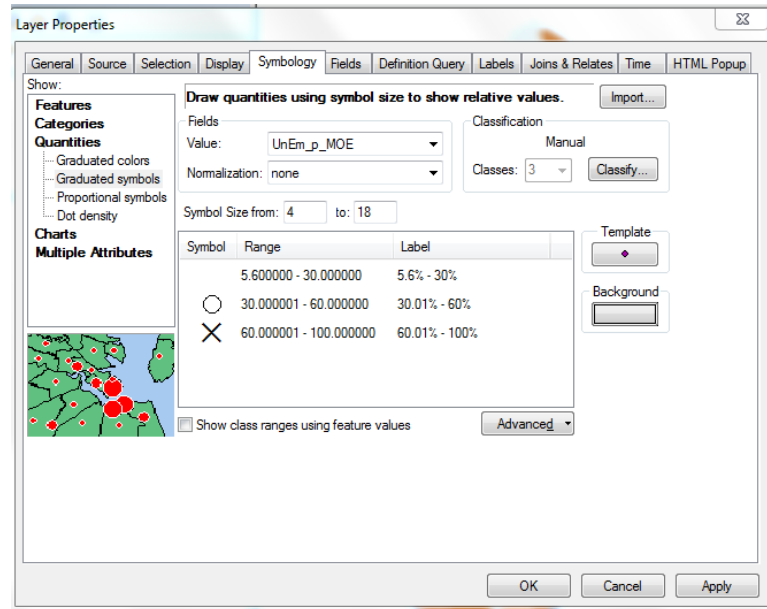 Layer Properties
General Source Selection Display Symbology Fields Definition Query Labels Joins & Relates Time HTML Popup
Show:
Features
Categories
Quantities
Graduated colors
Graduated symbols
Proportional symbols
Dot density
Charts
Multiple Attributes
Draw quantities using symbol size to show relative values.
Import...
Fields
Value: UnEm_p_MOE
Normalization: none
Classification
Manual
Classes: 3 Classify...
Symbol Size from: 4 to: 18
Symbol Range Label
5.600000 - 30.000000 5.6% - 30%
30.000001 - 60.000000 30.01% - 60%
60.000001 - 100.000000 60.01% - 100%
Template
Background
Show class ranges using feature values
Advanced
OK Cancel Apply